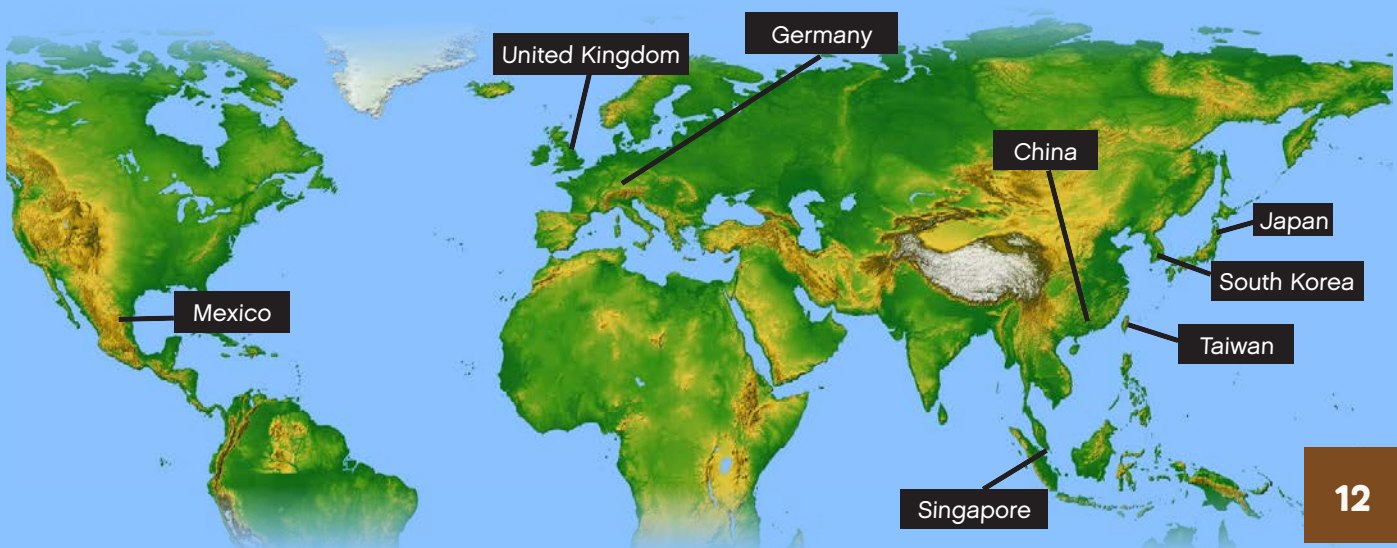 Germany
United Kingdom
China
Japan
South Korea
Mexico
Taiwan
Singapore
12